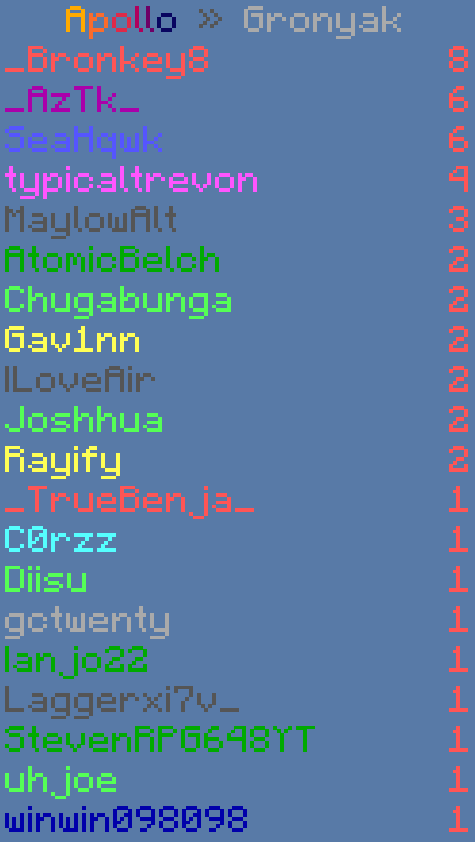 Apollo » Gronyak
_Bronkey8 8
_AzTk_ 6
SeaHqwk 6
typicaltrevon 4
MaylowAlt 3
AtomicBelch 2
Chugabunga 2
Gav1nn 2
ILoveAir 2
Joshhua 2
Rayify 2
_TrueBenja_ 1
C0rzz 1
Diisu 1
gctwenty 1
Ianjo22 1
Laggerxi7v_ 1
StevenRPG648YT 1
uhjoe 1
winwin098098 1